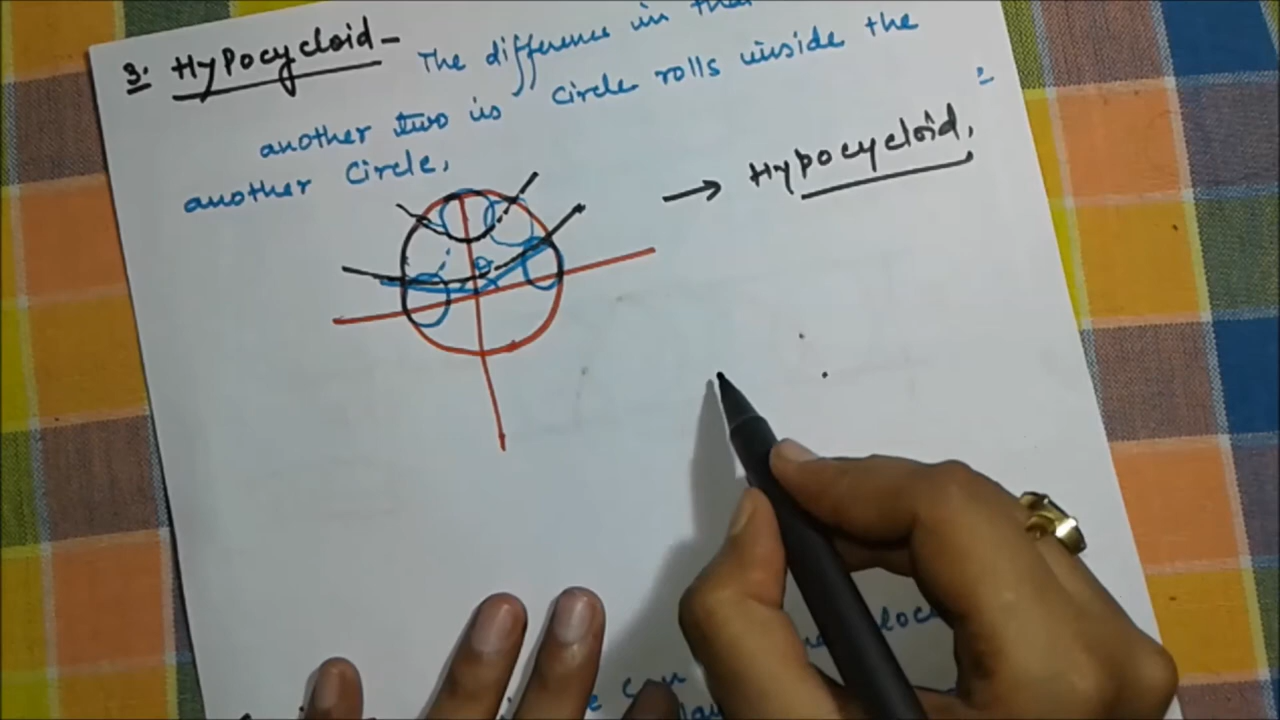 3. Hypocycloid - The difference in
another two is circle rolls inside the
another circle,
→ Hypocycloid,
θ